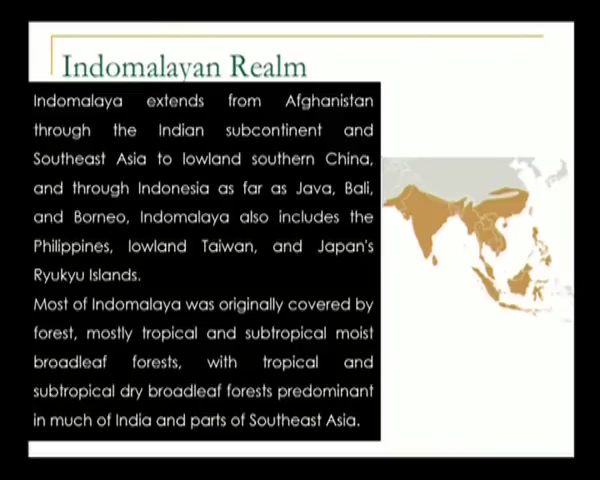 Indomalayan Realm
Indomalaya extends from Afghanistan
through the Indian subcontinent and
Southeast Asia to lowland southern China,
and through Indonesia as far as Java, Bali,
and Borneo, Indomalaya also includes the
Philippines, lowland Taiwan, and Japan's
Ryukyu Islands.
Most of Indomalaya was originally covered by
forest, mostly tropical and subtropical moist
broadleaf forests, with tropical and
subtropical dry broadleaf forests predominant
in much of India and parts of Southeast Asia.